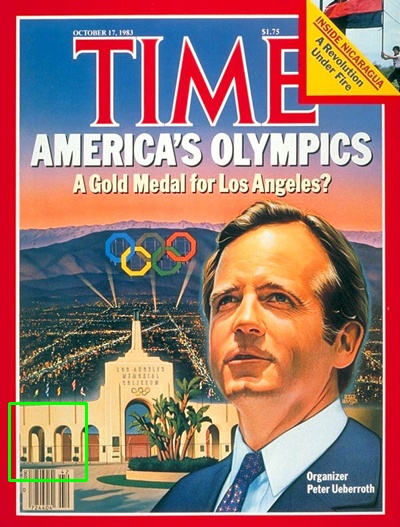 OCTOBER 17, 1983
$1.75
INSIDE NICARAGUA
A Revolution
Under Fire
TIME
AMERICA'S OLYMPICS
A Gold Medal for Los Angeles?
LOS ANGELES
MEMORIAL
COLISEUM
Organizer
Peter Ueberroth